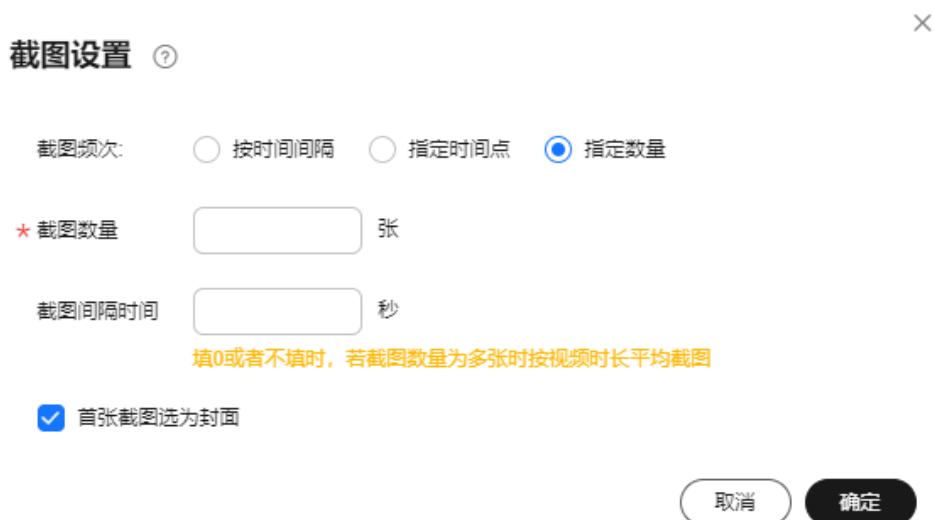 截图设置 ?
截图频次: 按时间间隔 指定时间点 指定数量
* 截图数量 张
截图间隔时间 秒
填0或者不填时，若截图数量为多张时按视频时长平均截图
首张截图选为封面
取消 确定